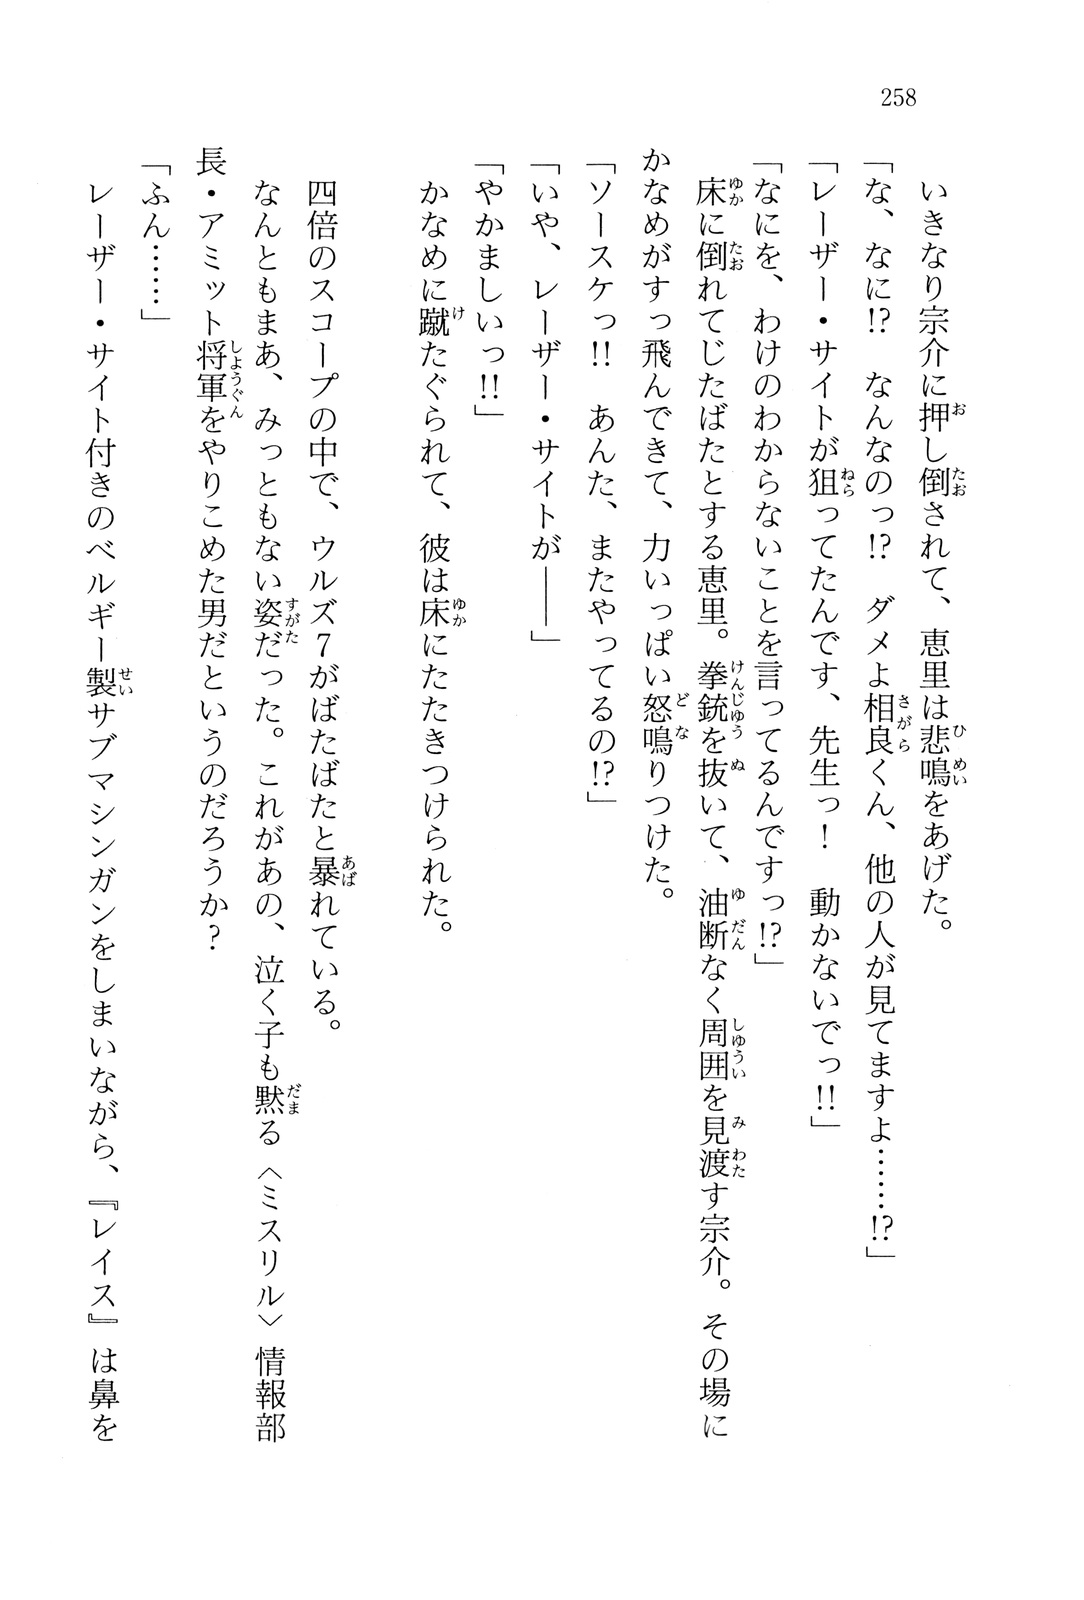 258
　いきなり宗介に押し倒されて、恵里は悲鳴をあげた。
「な、なに!?　なんなのっ!?　ダメよ相良くん、他の人が見てますよ……!?」
「レーザー・サイトが狙ってたんです、先生っ！　動かないでっ!!」
「なにを、わけのわからないことを言ってるんですっ!?」
　床に倒れてじたばたとする恵里。拳銃を抜いて、油断なく周囲を見渡す宗介。その場に
かなめがすっ飛んできて、力いっぱい怒鳴りつけた。
「ソースケっ!!　あんた、またやってるの!?」
「いや、レーザー・サイトが――」
「やかましいっ!!」
　かなめに蹴たぐられて、彼は床にたたきつけられた。

　四倍のスコープの中で、ウルズ7がばたばたと暴れている。
　なんともまあ、みっともない姿だった。これがあの、泣く子も黙る〈ミスリル〉情報部
長・アミット将軍をやりこめた男だというのだろうか？
「ふん……」
　レーザー・サイト付きのベルギー製サブマシンガンをしまいながら、『レイス』は鼻を